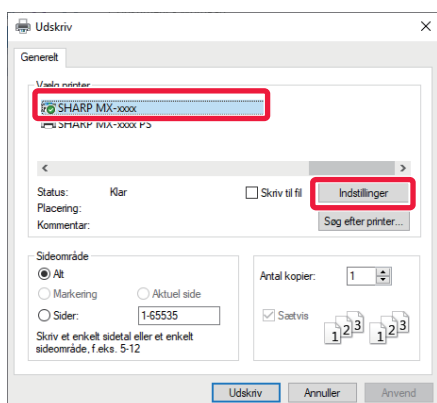 Udskriv
Generelt
Vælg printer
SHARP MX-xxxx
SHARP MX-xxxx PS
Status: Klar
Skriv til fil
Indstillinger
Placering:
Kommentar:
Søg efter printer...
Sideområde
Alt
Markering
Aktuel side
Sider: 1-65535
Skriv et enkelt sidetal eller et enkelt
sideområde, f.eks. 5-12
Antal kopier: 1
Sætvis
1 2 3 1 2 3
Udskriv
Annuller
Anvend